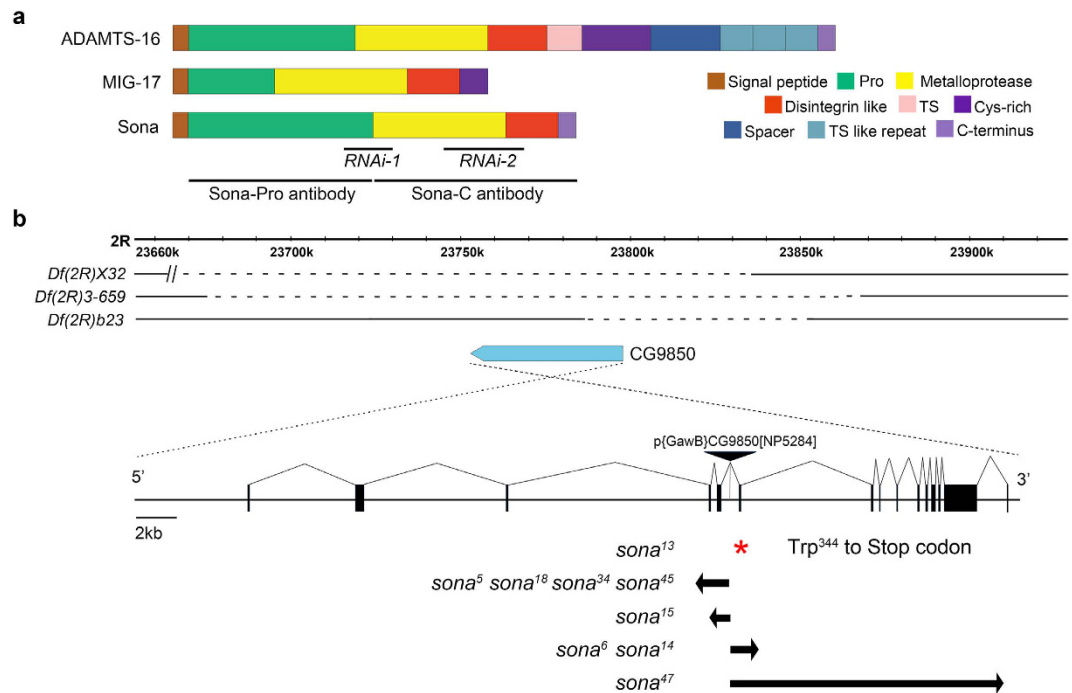 a
ADAMTS-16
MIG-17
Sona
Signal peptide Pro Metalloprotease
Disintegrin like TS Cys-rich
Spacer TS like repeat C-terminus
RNAi-1 RNAi-2
Sona-Pro antibody Sona-C antibody
b
2R 23660k 23700k 23750k 23800k 23850k 23900k
Df(2R)X32 //
Df(2R)3-659
Df(2R)b23
CG9850
p{GawB}CG9850[NP5284]
5’ 3’
2kb
sona¹³ * Trp³⁴⁴ to Stop codon
sona⁵ sona¹⁸ sona³⁴ sona⁴⁵
sona¹⁵
sona⁶ sona¹⁴
sona⁴⁷